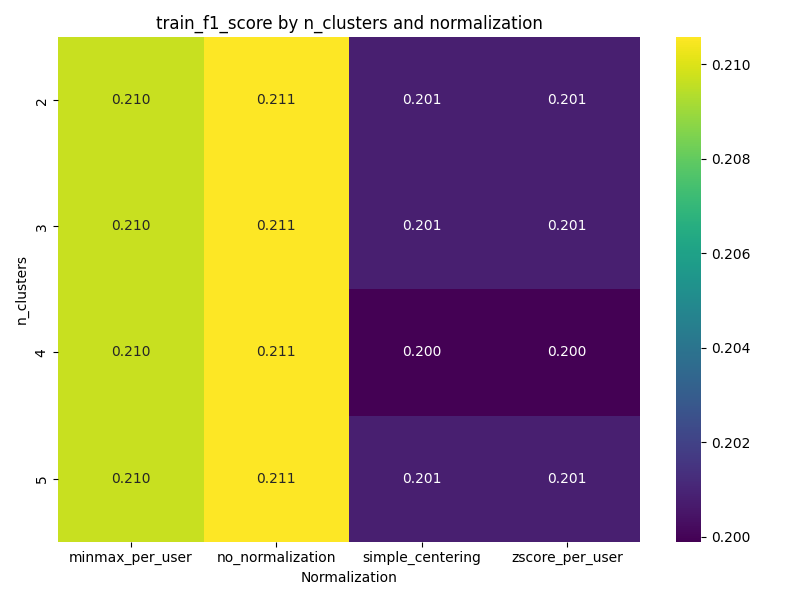 train_f1_score by n_clusters and normalization
n_clusters
2 0.210 0.211 0.201 0.201
3 0.210 0.211 0.201 0.201
4 0.210 0.211 0.200 0.200
5 0.210 0.211 0.201 0.201
minmax_per_user no_normalization simple_centering zscore_per_user
Normalization
0.210
0.208
0.206
0.204
0.202
0.200